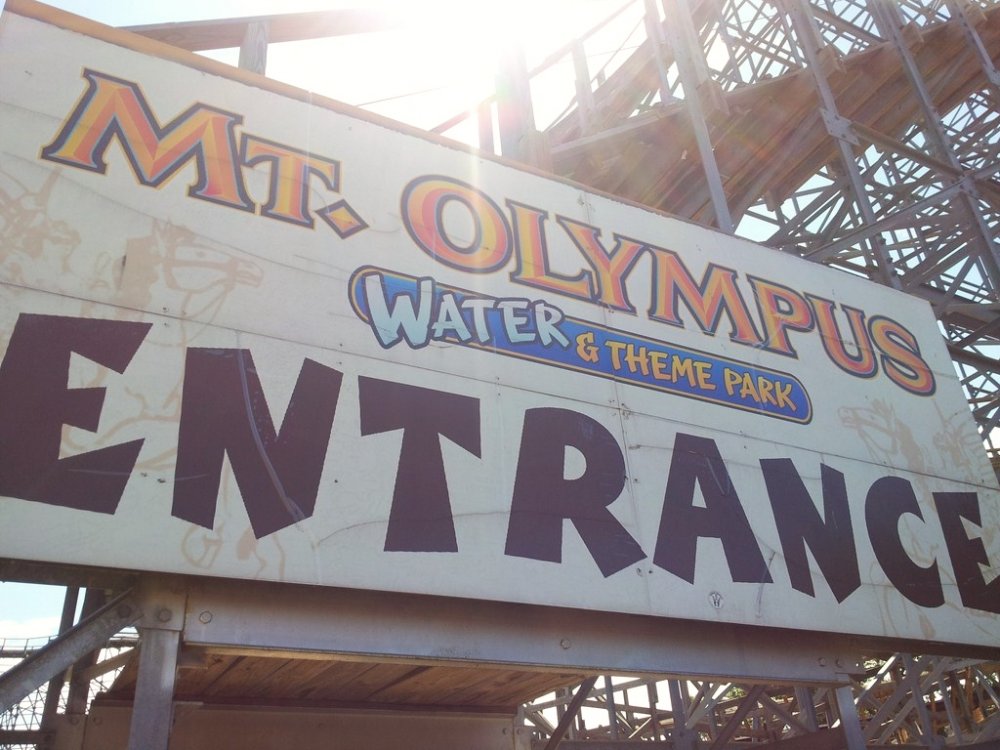 MT. OLYMPUS
WATER & THEME PARK
ENTRANCE